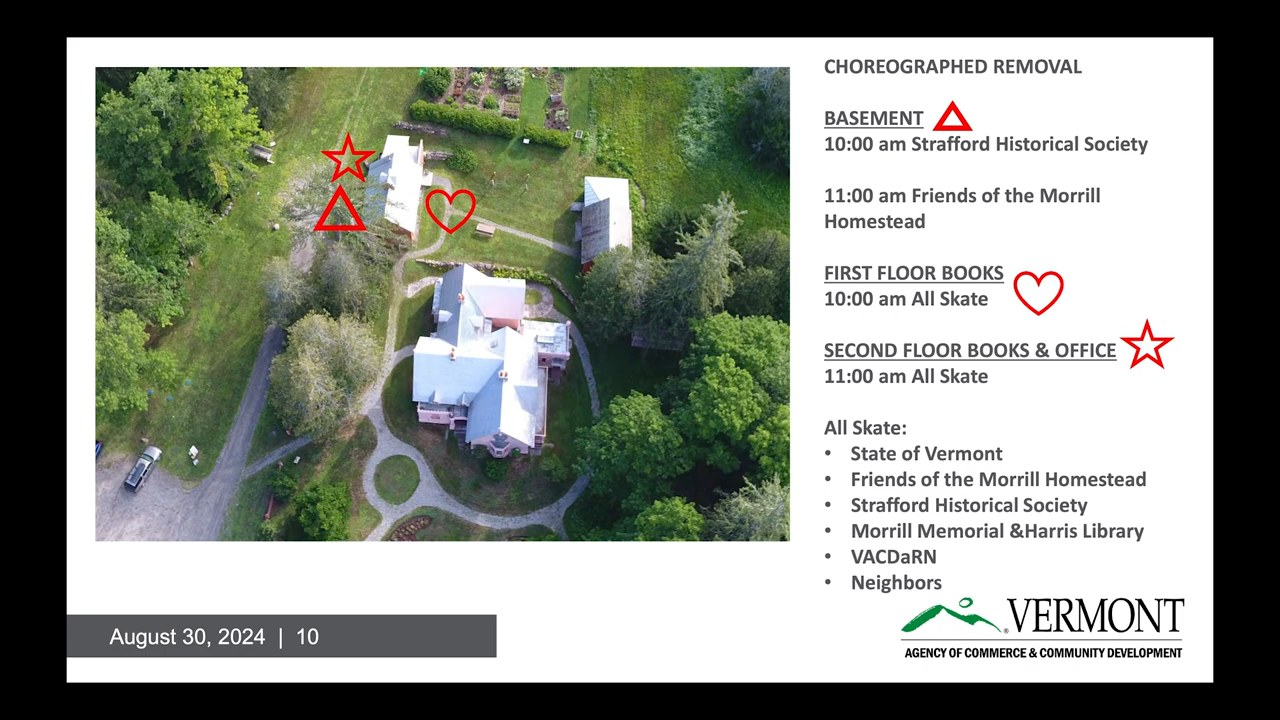 CHOREOGRAPHED REMOVAL
BASEMENT
10:00 am Strafford Historical Society
11:00 am Friends of the Morrill
Homestead
FIRST FLOOR BOOKS
10:00 am All Skate
SECOND FLOOR BOOKS & OFFICE
11:00 am All Skate
All Skate:
• State of Vermont
• Friends of the Morrill Homestead
• Strafford Historical Society
• Morrill Memorial &Harris Library
• VACDaRN
• Neighbors
August 30, 2024 | 10
® VERMONT
AGENCY OF COMMERCE & COMMUNITY DEVELOPMENT